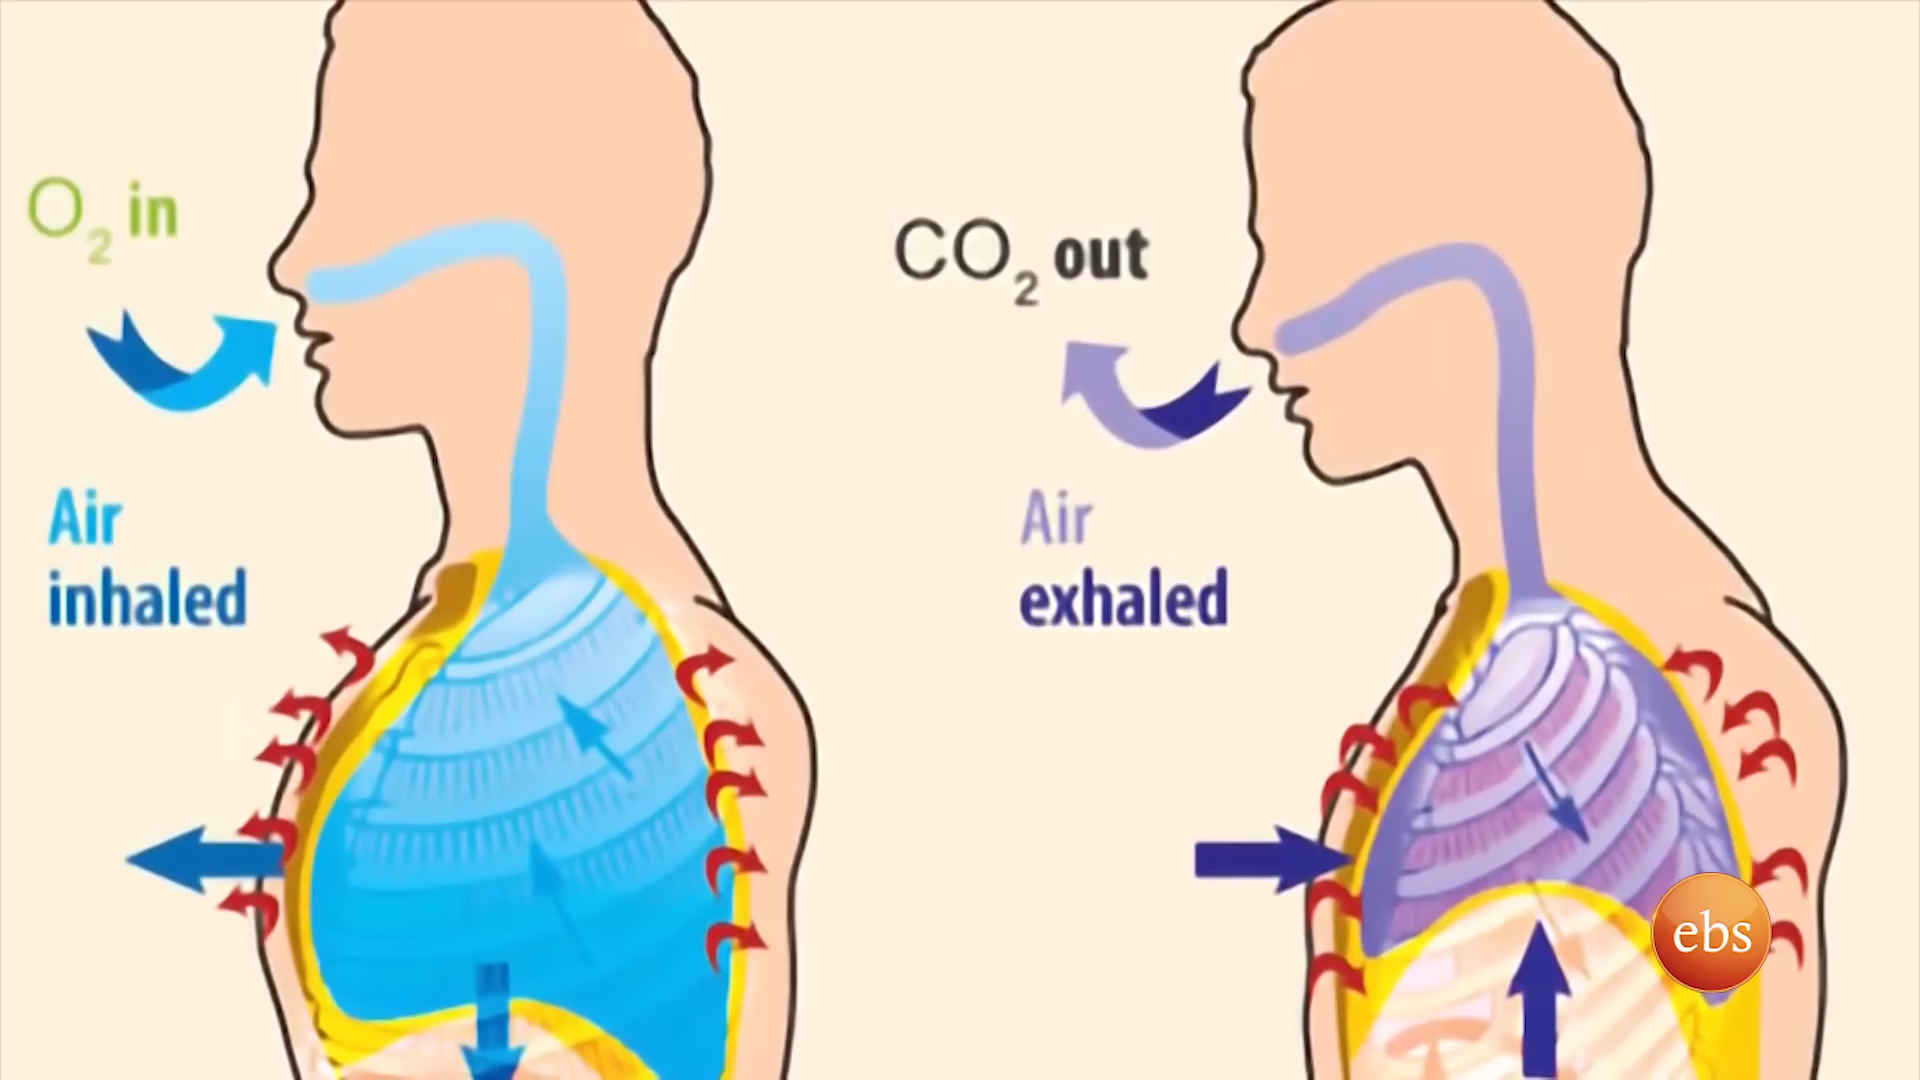 O₂ in
Air
inhaled
CO₂ out
Air
exhaled
ebs